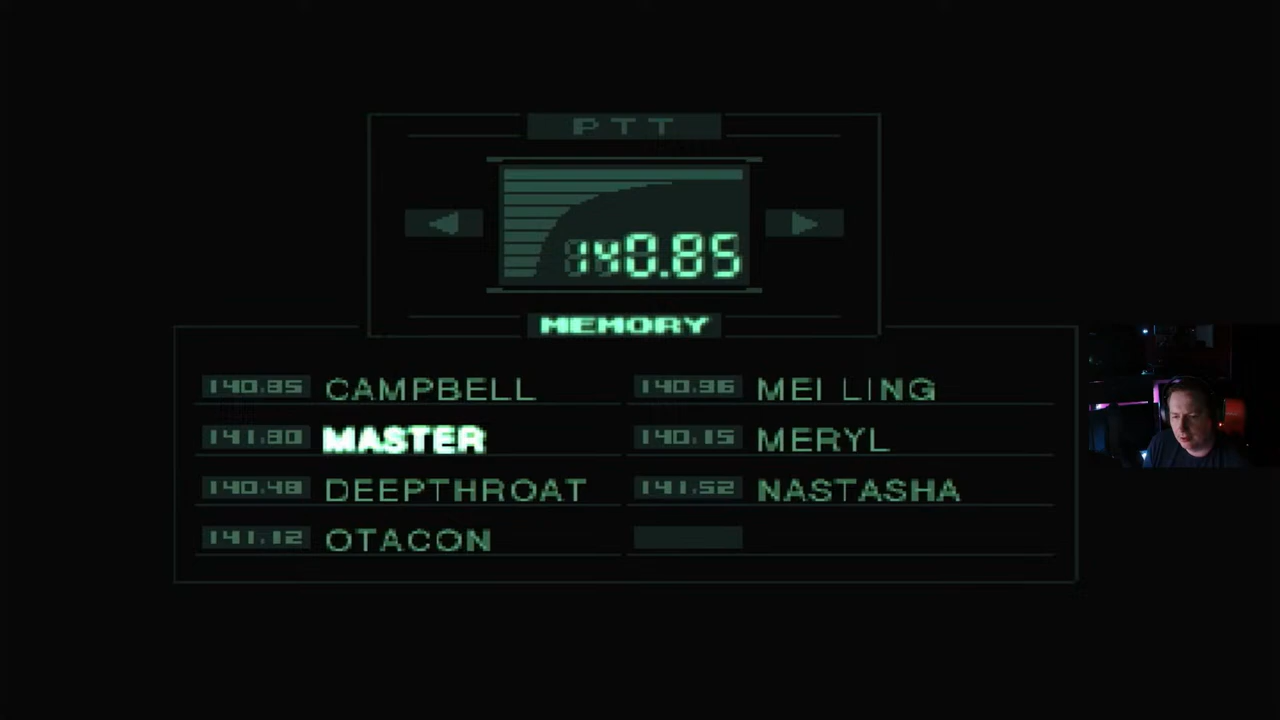 PTT
140.85
MEMORY
140.85 CAMPBELL 140.96 MEI LING
141.80 MASTER 140.15 MERYL
140.48 DEEPTHROAT 141.52 NASTASHA
141.12 OTACON